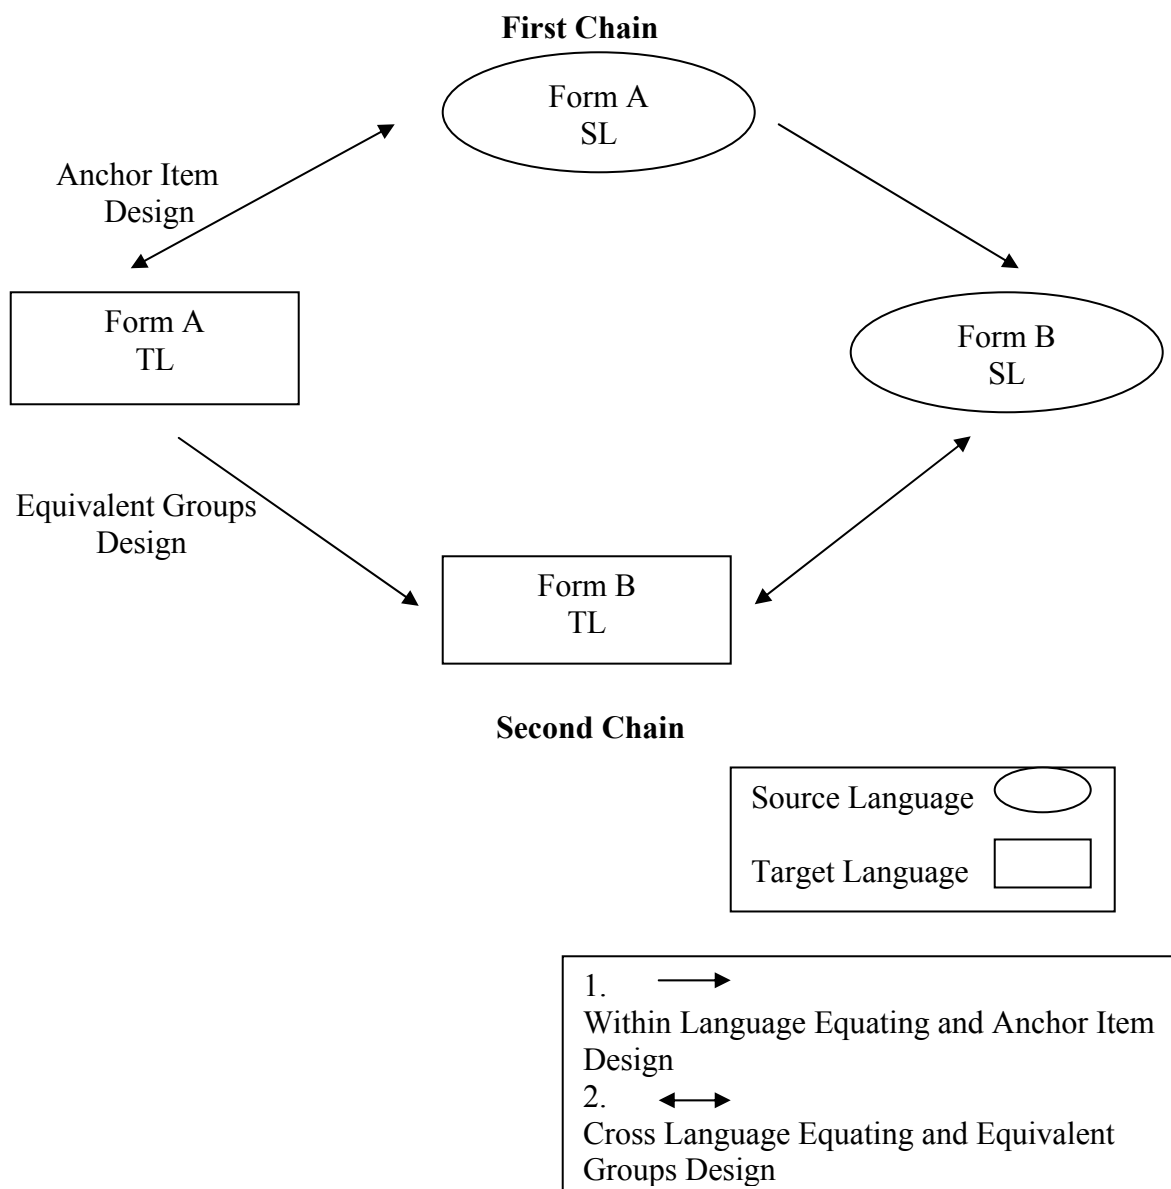 First Chain
Form A
SL
Anchor Item
Design
Form A
TL
Form B
SL
Equivalent Groups
Design
Form B
TL
Second Chain
Source Language
Target Language
1.
Within Language Equating and Anchor Item
Design
2.
Cross Language Equating and Equivalent
Groups Design